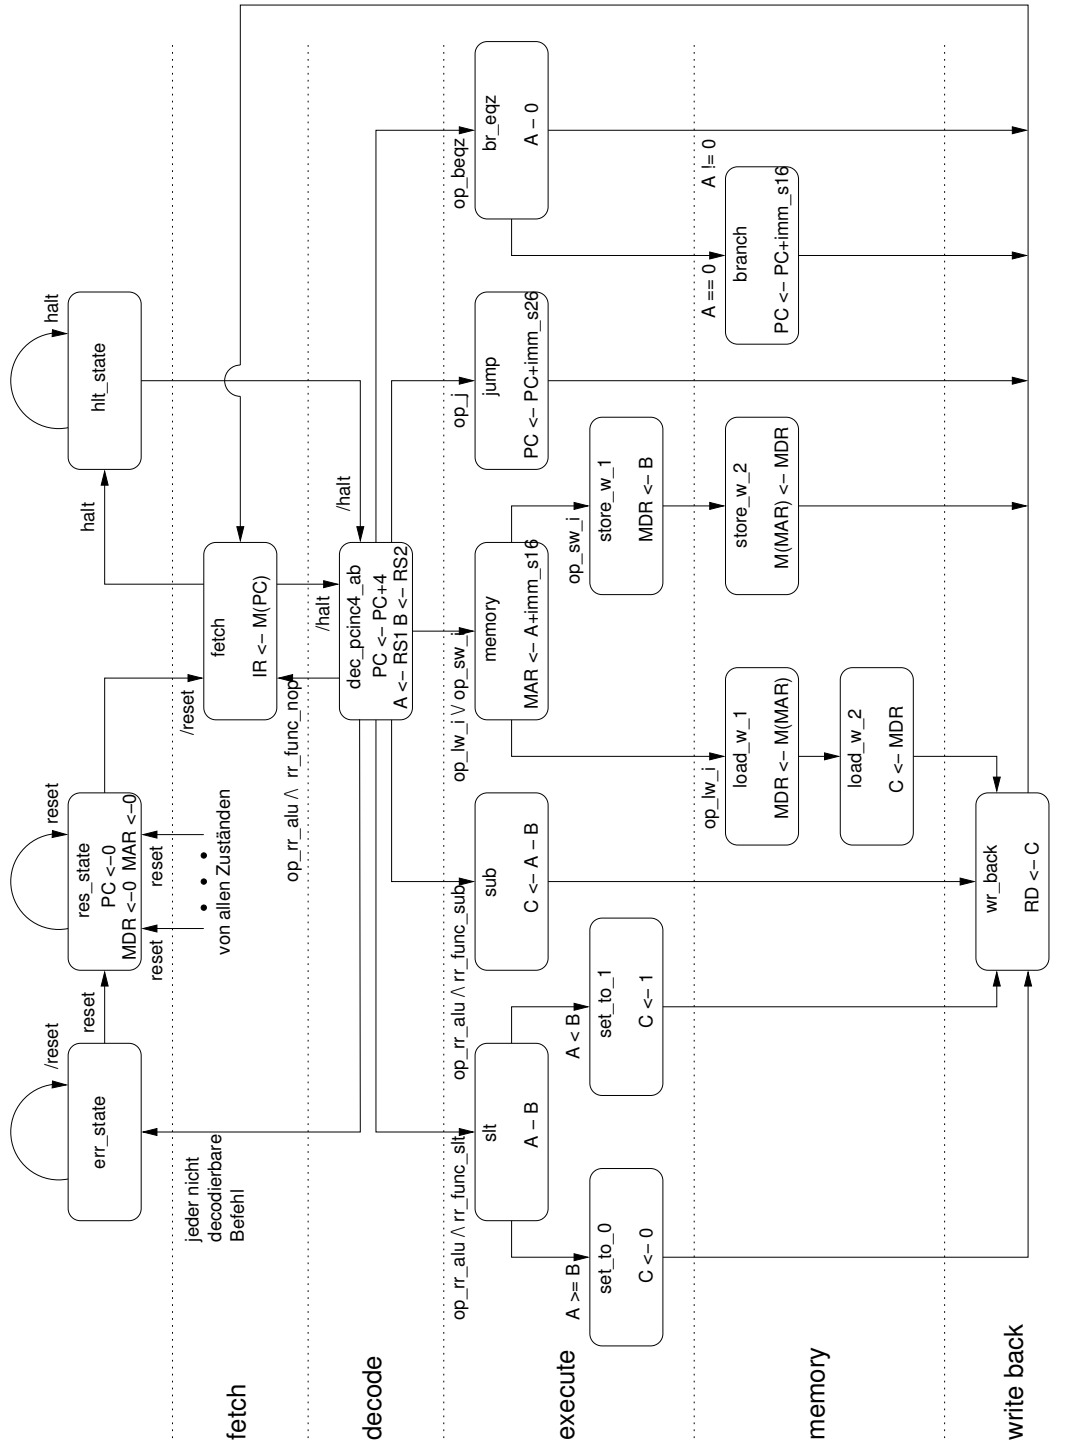 halt
reset
/reset
hlt_state
res_state
PC <–0
MDR <–0 MAR <–0
err_state
halt
reset
reset
reset
von allen Zuständen
jeder nicht
decodierbare
Befehl
/reset
fetch
fetch
IR <– M(PC)
/halt
/halt
op_rr_alu /\ rr_func_nop
decode
dec_pcinc4_ab
PC <– PC+4
A <– RS1 B <– RS2
op_rr_alu /\ rr_func_slt
op_rr_alu /\ rr_func_sub
op_lw_i \/ op_sw_i
op_j
op_beqz
execute
slt
A – B
sub
C <– A – B
memory
MAR <– A+imm_s16
jump
PC <– PC+imm_s26
br_eqz
A – 0
A >= B
A < B
op_sw_i
set_to_0
C <– 0
set_to_1
C <– 1
store_w_1
MDR <– B
op_lw_i
A == 0
A != 0
memory
load_w_1
MDR <– M(MAR)
store_w_2
M(MAR) <– MDR
branch
PC <– PC+imm_s16
load_w_2
C <– MDR
write back
wr_back
RD <– C